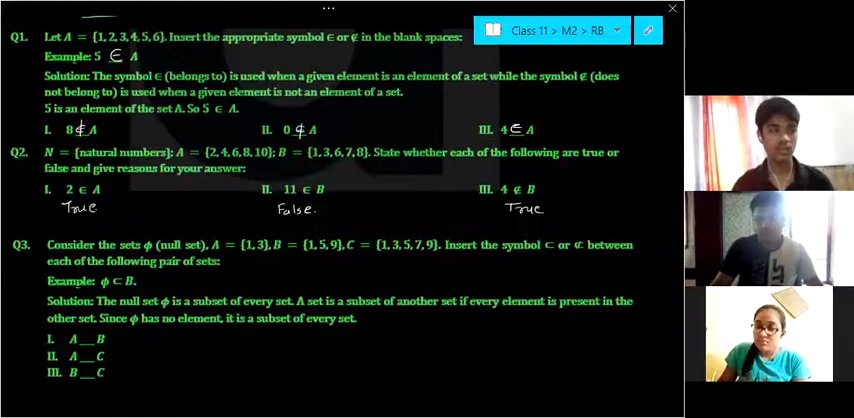 Class 11 > M2 > RB
Q1. Let A = {1, 2, 3, 4, 5, 6}. Insert the appropriate symbol ∈ or ∉ in the blank spaces:
Example: 5 ∈ A
Solution: The symbol ∈ (belongs to) is used when a given element is an element of a set while the symbol ∉ (does
not belong to) is used when a given element is not an element of a set.
5 is an element of the set A. So 5 ∈ A.
I. 8 ∉ A II. 0 ∉ A III. 4 ∈ A
Q2. N = {natural numbers}; A = {2, 4, 6, 8, 10}; B = {1, 3, 6, 7, 8}. State whether each of the following are true or
false and give reasons for your answer:
I. 2 ∈ A II. 11 ∈ B III. 4 ∉ B
True False. True
Q3. Consider the sets ϕ (null set), A = {1, 3}, B = {1, 5, 9}, C = {1, 3, 5, 7, 9}. Insert the symbol ⊂ or ⊄ between
each of the following pair of sets:
Example: ϕ ⊂ B.
Solution: The null set ϕ is a subset of every set. A set is a subset of another set if every element is present in the
other set. Since ϕ has no element, it is a subset of every set.
I. A __ B
II. A __ C
III. B __ C